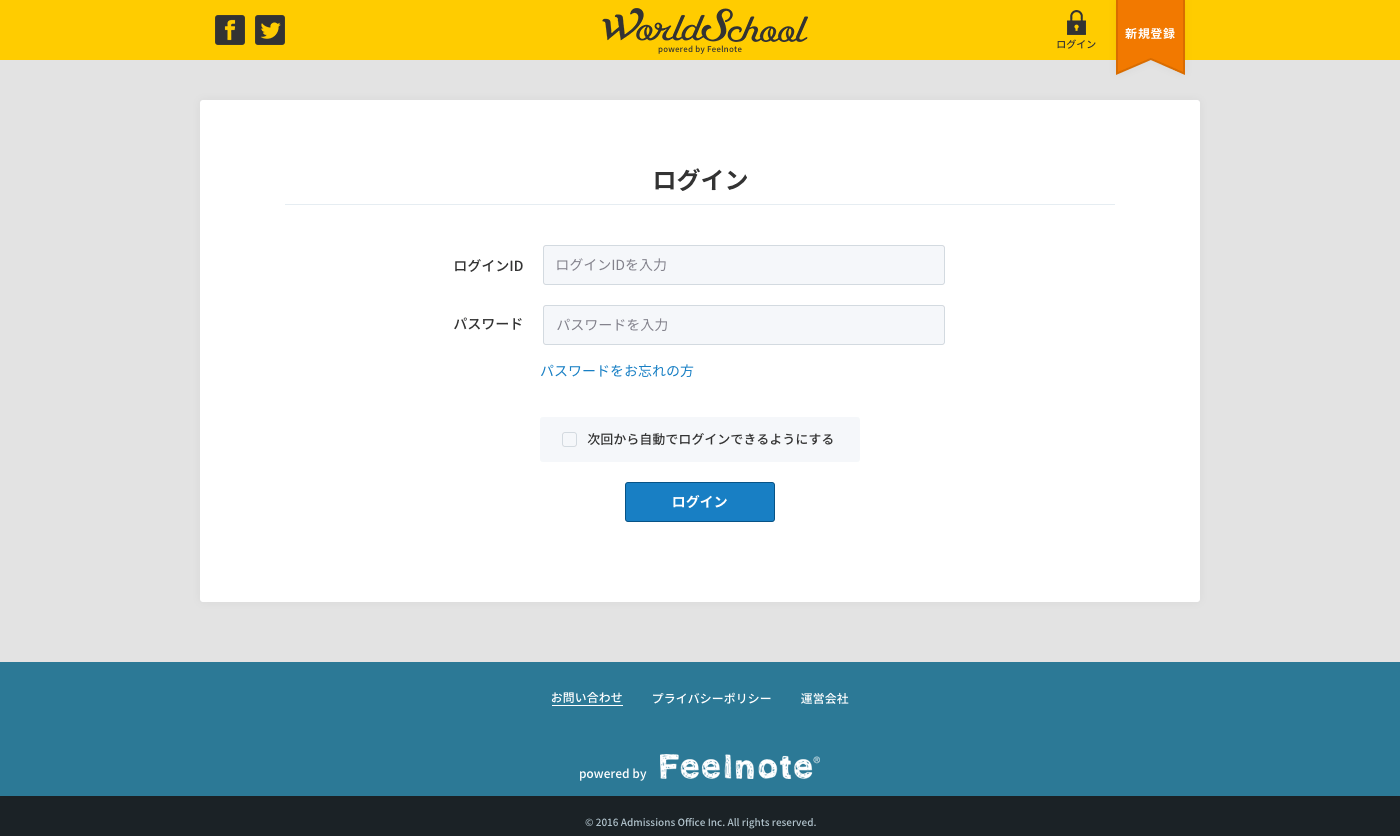 f
WorldSchool
powered by Feelnote
ログイン
新規登録
ログイン
ログインID
ログインIDを入力
パスワード
パスワードを入力
パスワードをお忘れの方
次回から自動でログインできるようにする
ログイン
お問い合わせ プライバシーポリシー 運営会社
powered by Feelnote®
© 2016 Admissions Office Inc. All rights reserved.